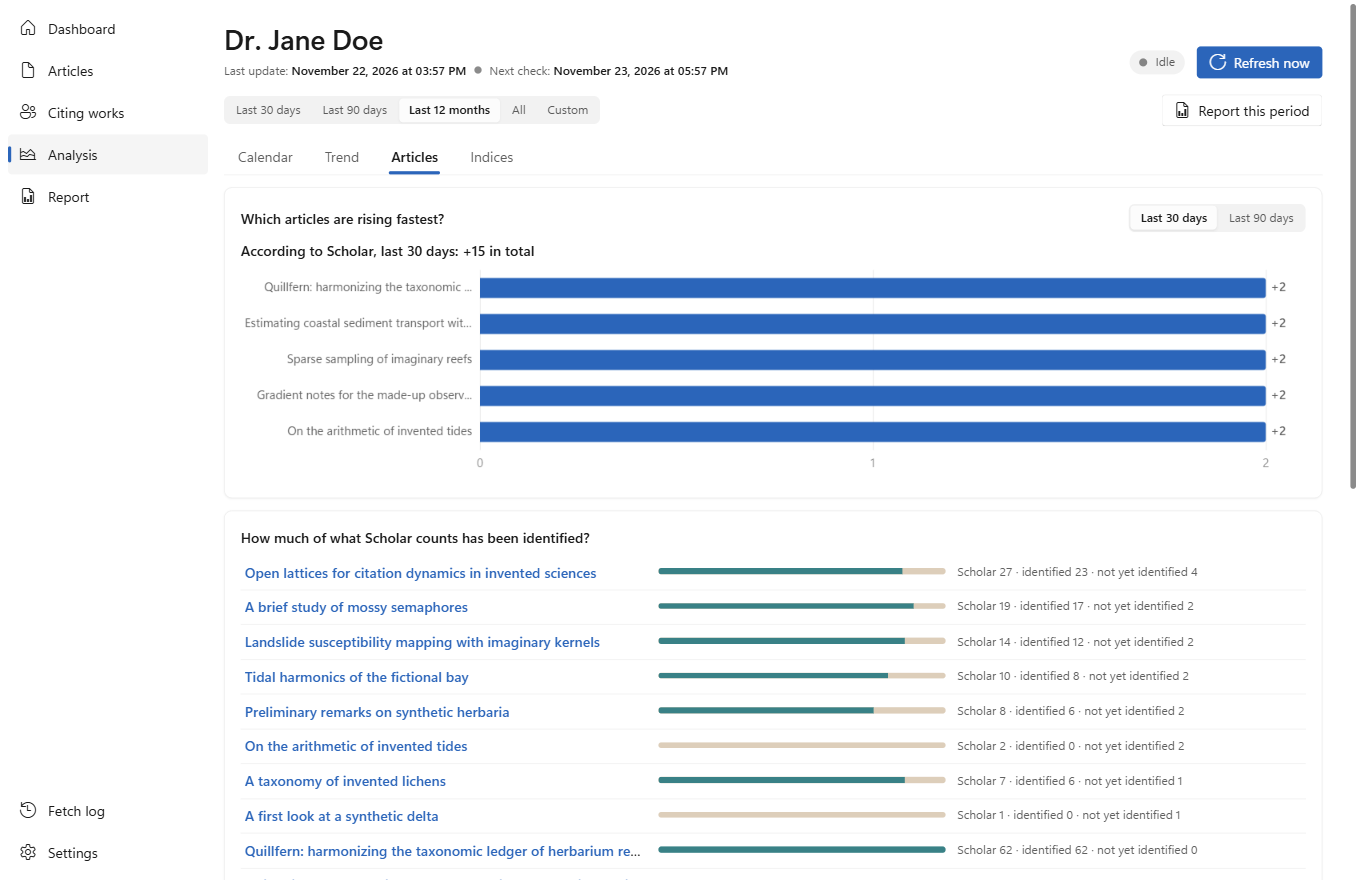 Dashboard
Articles
Citing works
Analysis
Report
Fetch log
Settings
Dr. Jane Doe
Last update: November 22, 2026 at 03:57 PM ● Next check: November 23, 2026 at 05:57 PM
Idle
Refresh now
Last 30 days Last 90 days Last 12 months All Custom
Report this period
Calendar Trend Articles Indices
Which articles are rising fastest?
Last 30 days Last 90 days
According to Scholar, last 30 days: +15 in total
Quillfern: harmonizing the taxonomic ... +2
Estimating coastal sediment transport wit... +2
Sparse sampling of imaginary reefs +2
Gradient notes for the made-up observ... +2
On the arithmetic of invented tides +2
0 1 2
How much of what Scholar counts has been identified?
Open lattices for citation dynamics in invented sciences Scholar 27 · identified 23 · not yet identified 4
A brief study of mossy semaphores Scholar 19 · identified 17 · not yet identified 2
Landslide susceptibility mapping with imaginary kernels Scholar 14 · identified 12 · not yet identified 2
Tidal harmonics of the fictional bay Scholar 10 · identified 8 · not yet identified 2
Preliminary remarks on synthetic herbaria Scholar 8 · identified 6 · not yet identified 2
On the arithmetic of invented tides Scholar 2 · identified 0 · not yet identified 2
A taxonomy of invented lichens Scholar 7 · identified 6 · not yet identified 1
A first look at a synthetic delta Scholar 1 · identified 0 · not yet identified 1
Quillfern: harmonizing the taxonomic ledger of herbarium re... Scholar 62 · identified 62 · not yet identified 0